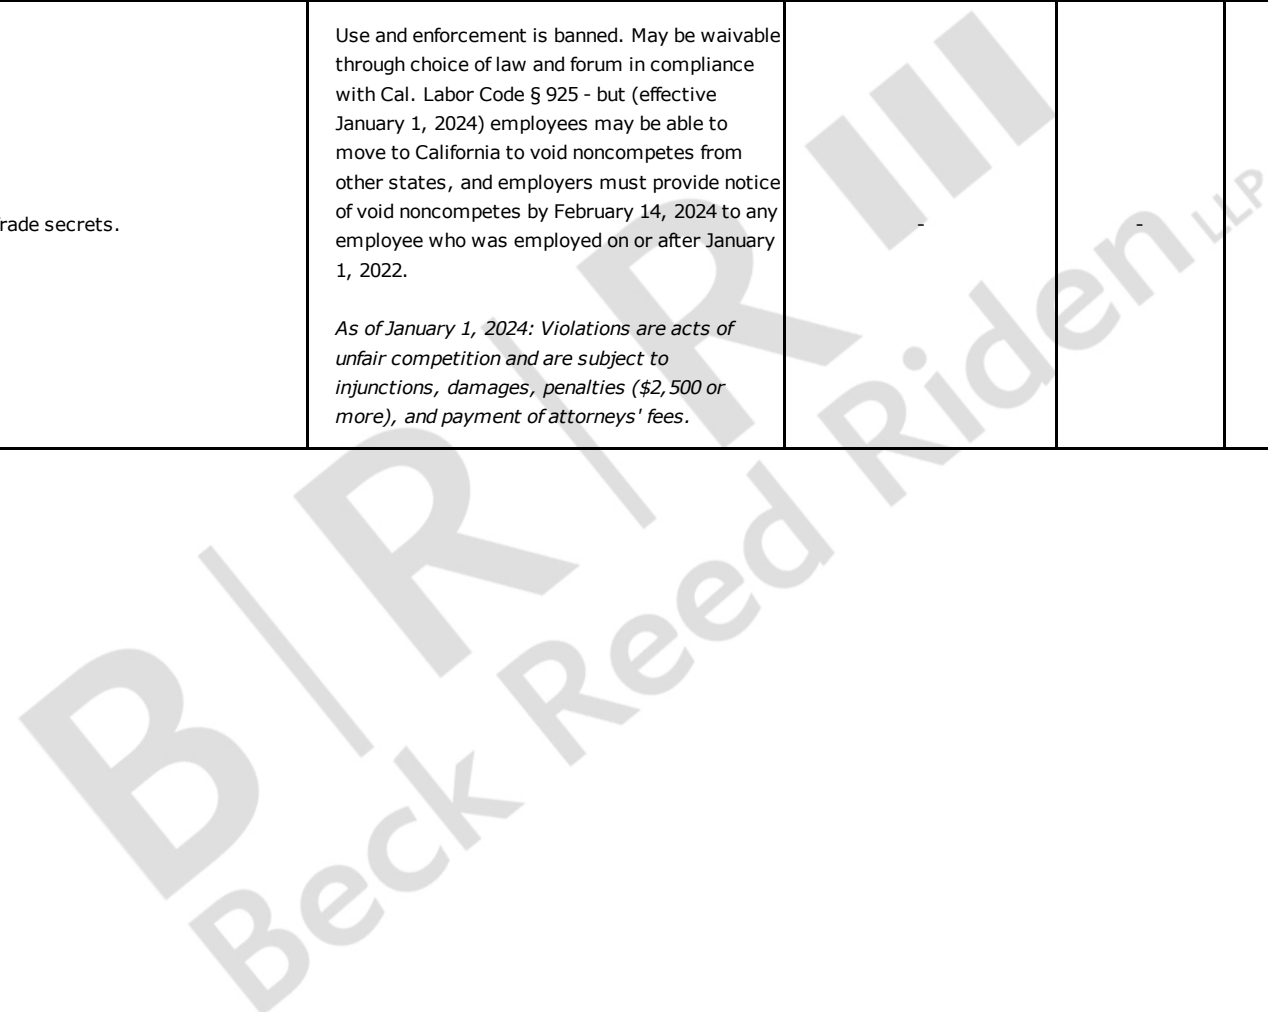 Use and enforcement is banned. May be waivable
through choice of law and forum in compliance
with Cal. Labor Code § 925 - but (effective
January 1, 2024) employees may be able to
move to California to void noncompetes from
other states, and employers must provide notice
of void noncompetes by February 14, 2024 to any
rade secrets.
-
-
employee who was employed on or after January
1, 2022.
As of January 1, 2024: Violations are acts of
unfair competition and are subject to
injunctions, damages, penalties ($2,500 or
more), and payment of attorneys' fees.
B | R | R III
Beck Reed Riden LLP